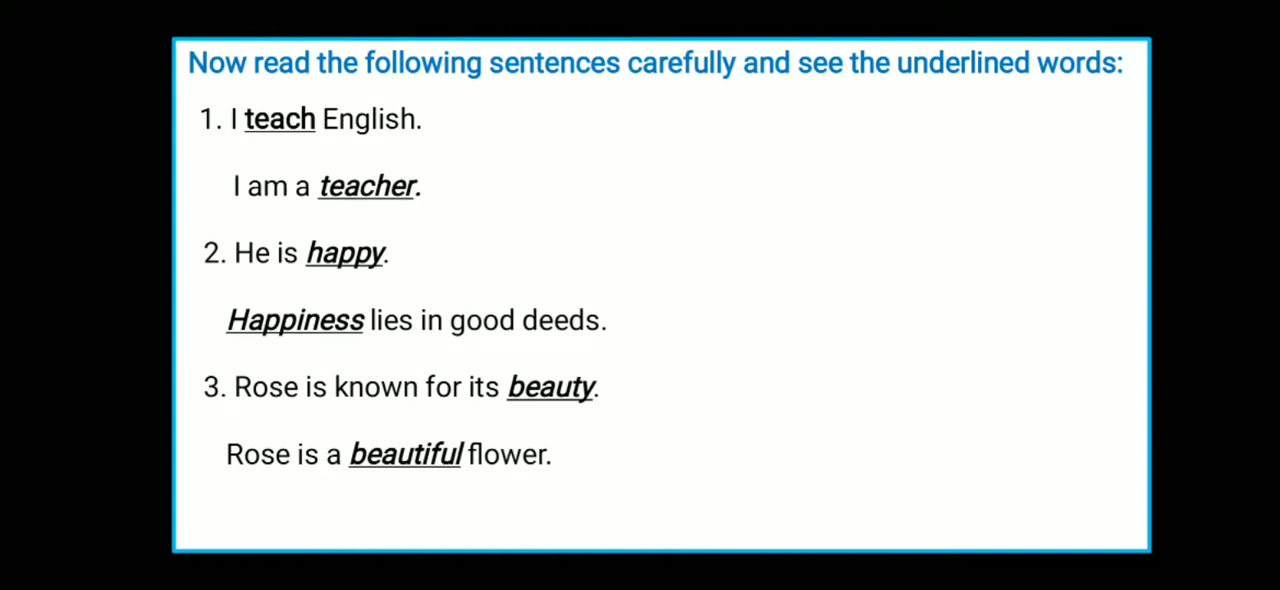 Now read the following sentences carefully and see the underlined words:
1. I teach English.
I am a teacher.
2. He is happy.
Happiness lies in good deeds.
3. Rose is known for its beauty.
Rose is a beautiful flower.